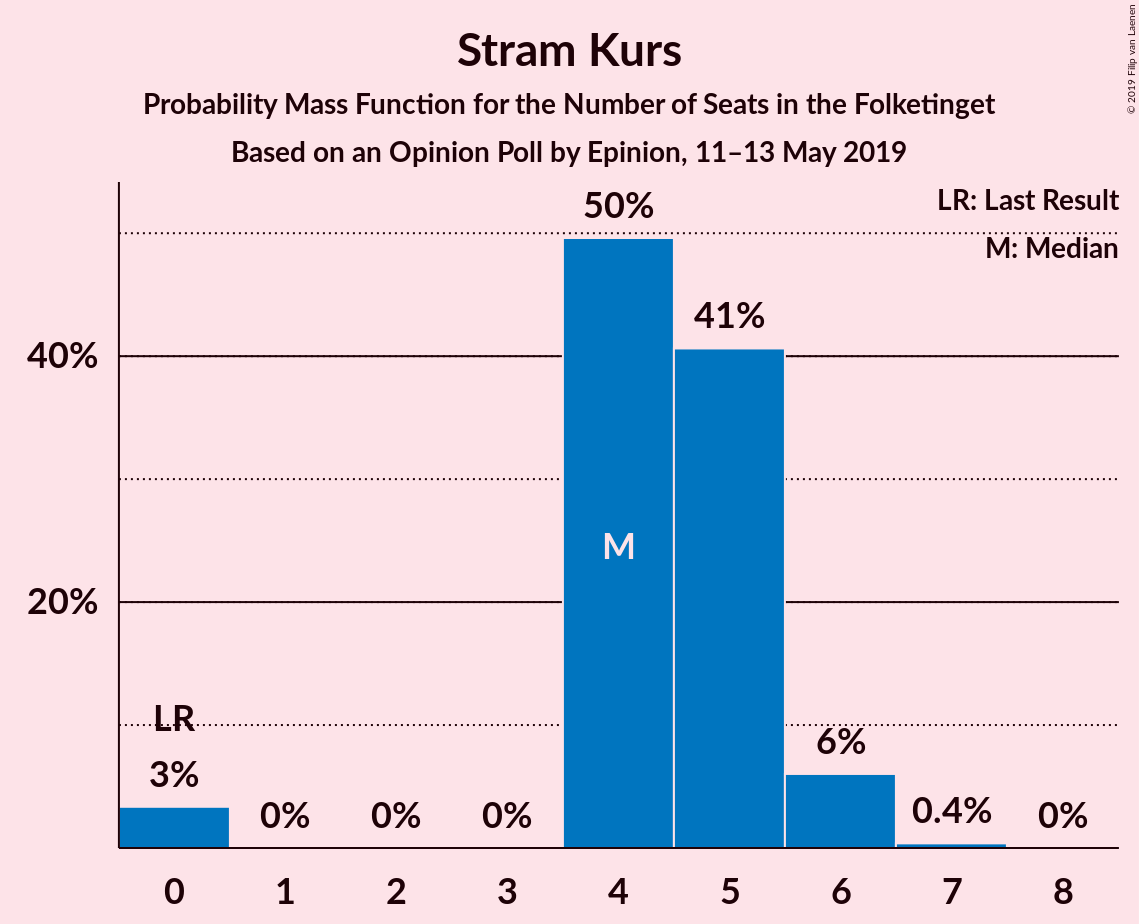 Stram Kurs
Probability Mass Function for the Number of Seats in the Folketinget
Based on an Opinion Poll by Epinion, 11–13 May 2019
© 2019 Filip van Laenen
LR: Last Result
M: Median
50%
41%
40%
M
20%
LR
3%
0%
0%
0%
6%
0.4%
0%
0 1 2 3 4 5 6 7 8